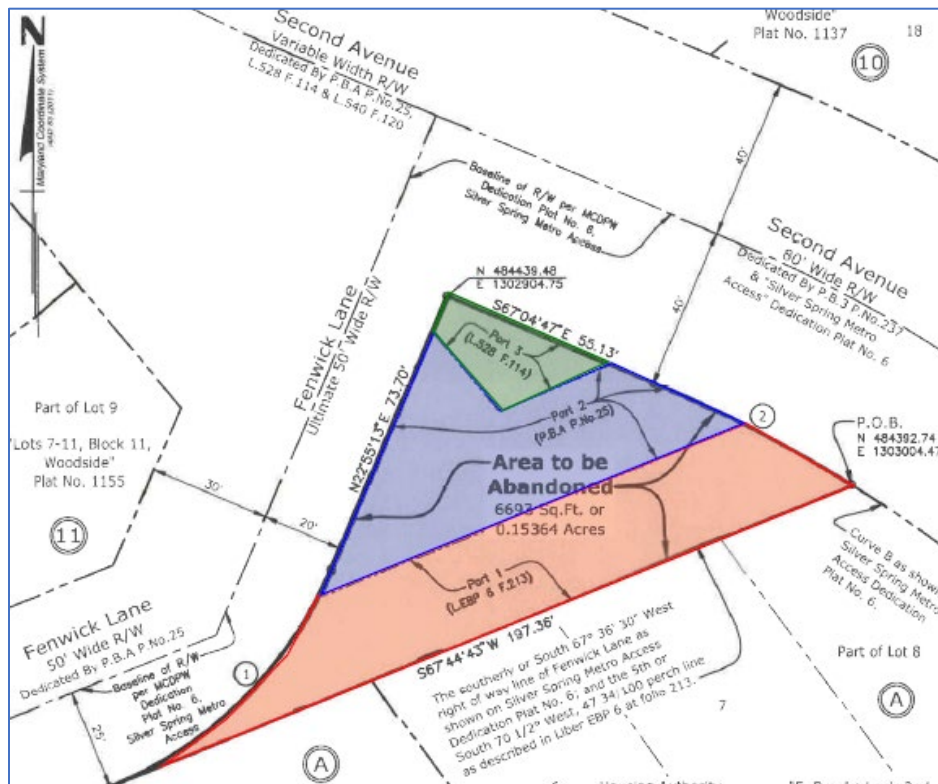 N
Maryland Coordinate System
Second Avenue
Variable Width R/W
Dedicated By P.B.A P.No.25,
L.528 F.114 & L.540 F.120
Woodside"
Plat No. 1137
18
10
40'
Baseline of R/W per MCDPW
Dedication Plat No. 6,
Silver Spring Metro Access
Second Avenue
80' Wide R/W
Dedicated By P.B.3 P.No.237
& "Silver Spring Metro
Access" Dedication Plat
No. 6
40'
N 484439.48
E 1302904.75
S67°04'47"E 55.13'
Part 3
(L.528 F.114)
Fenwick Lane
Ultimate 50' Wide R/W
N22°55'13"E 73.70'
Part 2
(P.B.A P.No.25)
2
P.O.B.
N 484392.74
E 1303004.47
Part of Lot 9
"Lots 7-11, Block 11,
Woodside"
Plat No. 1155
11
30'
20'
Area to be
Abandoned
6693 Sq.Ft. or
0.15364 Acres
Part 1
(L.EBP 6 F.213)
Curve B as shown
Silver Spring Metro
Access Dedication
Plat No. 6.
Fenwick Lane
50' Wide R/W
Dedicated By P.B.A P.No.25
Baseline of R/W
per MCDPW
Dedication
Plat No. 6,
Silver Spring Metro
Access
1
25'
S67°44'43"W 197.36'
The southerly or South 67° 36' 30" West
right of way line of Fenwick Lane as
shown on Silver Spring Metro Access
Dedication Plat No. 6, and the 5th or
South 70 1/2° West, 47 34/100 perch line
as described in Liber EBP 6 at folio 213.
7
Part of Lot 8
A
A
Housing Authority